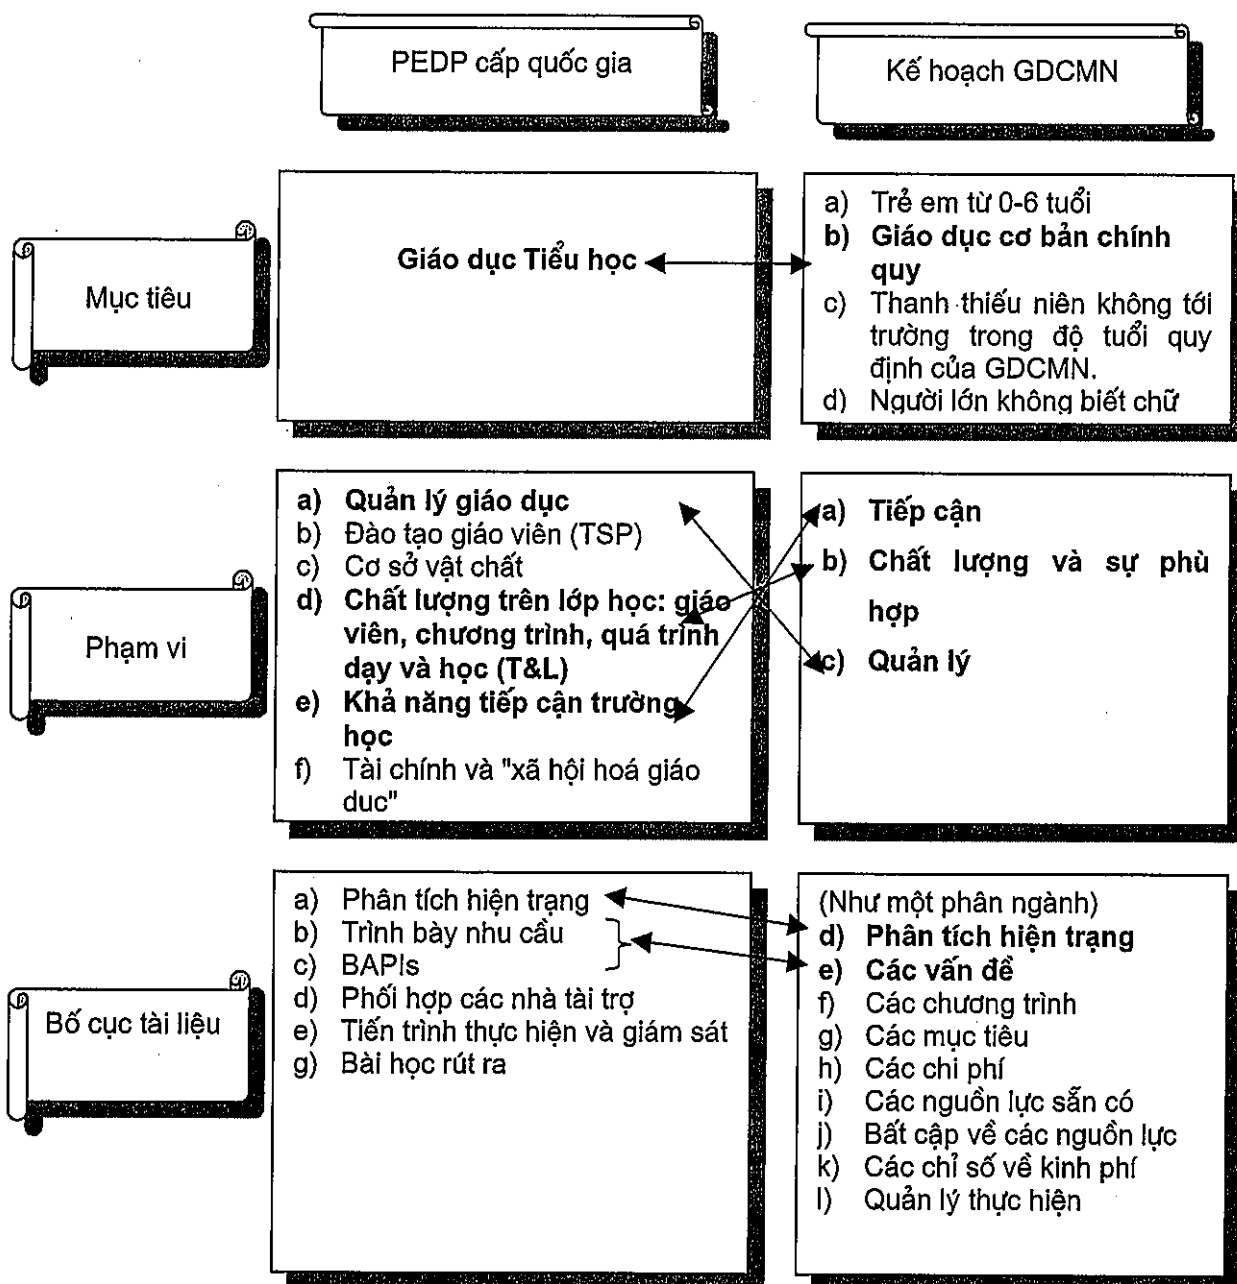 PEDP cấp quốc gia
Kế hoạch GDCMN
Mục tiêu
Giáo dục Tiểu học
a) Trẻ em từ 0-6 tuổi
b) Giáo dục cơ bản chính
quy
c) Thanh thiếu niên không tới
trường trong độ tuổi quy
định của GDCMN.
d) Người lớn không biết chữ
Phạm vi
a) Quản lý giáo dục
b) Đào tạo giáo viên (TSP)
c) Cơ sở vật chất
d) Chất lượng trên lớp học: giáo
viên, chương trình, quá trình
dạy và học (T&L)
e) Khả năng tiếp cận trường
học
f) Tài chính và "xã hội hoá giáo
duc"
a) Tiếp cận
b) Chất lượng và sự phù
hợp
c) Quản lý
Bố cục tài liệu
a) Phân tích hiện trạng
b) Trình bày nhu cầu
c) BAPIs
d) Phối hợp các nhà tài trợ
e) Tiến trình thực hiện và giám sát
g) Bài học rút ra
(Như một phân ngành)
d) Phân tích hiện trạng
e) Các vấn đề
f) Các chương trình
g) Các mục tiêu
h) Các chi phí
i) Các nguồn lực sẵn có
j) Bất cập về các nguồn lực
k) Các chỉ số về kinh phí
l) Quản lý thực hiện